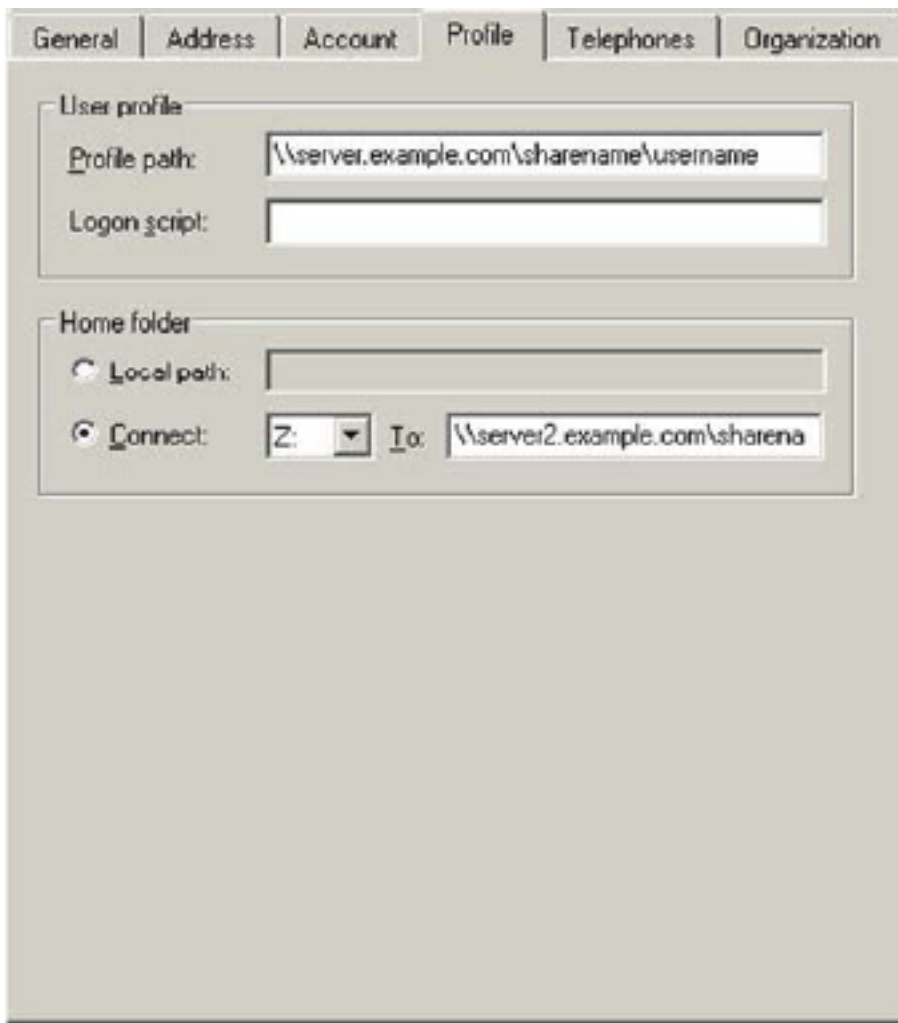 General Address Account Profile Telephones Organization
User profile
Profile path: \\server.example.com\sharename\username
Logon script:
Home folder
Local path:
Connect: Z: To: \\server2.example.com\sharena